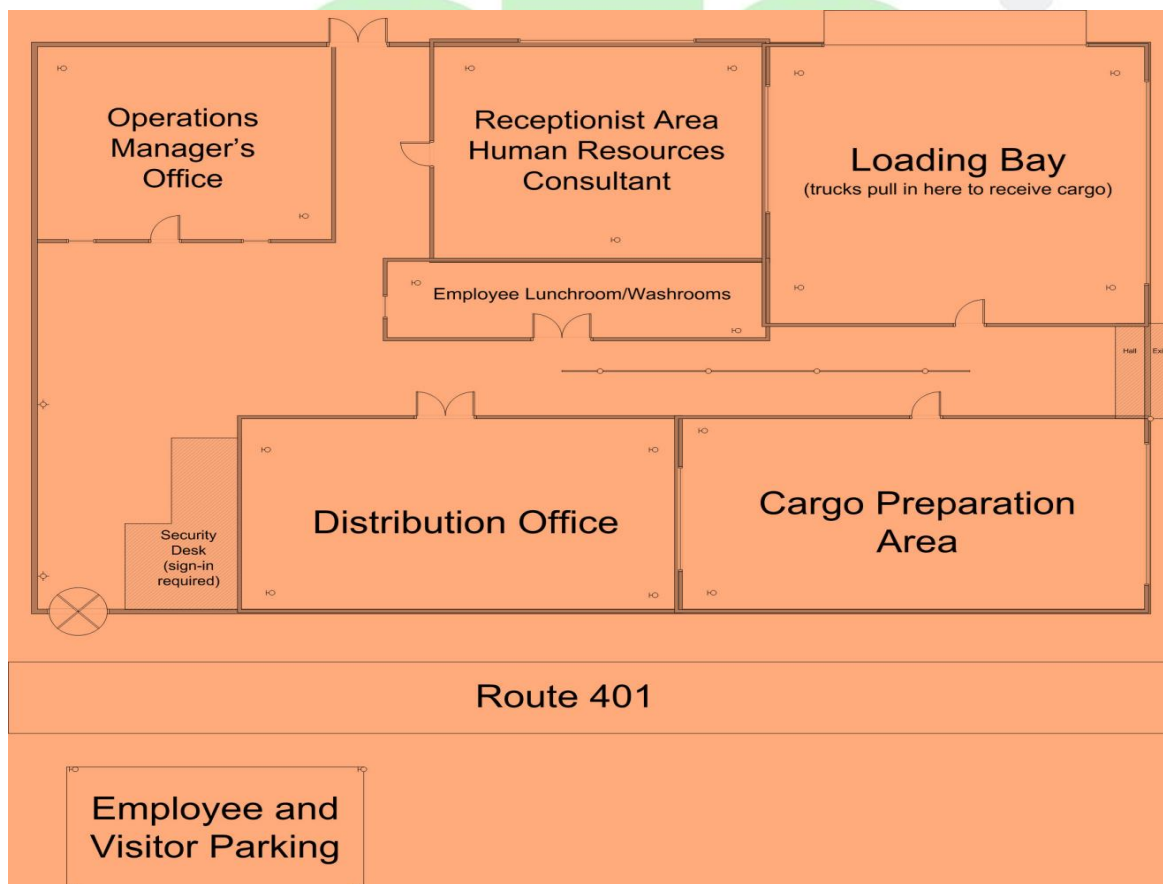 Operations
Manager's
Office
Receptionist Area
Human Resources
Consultant
Loading Bay
(trucks pull in here to receive cargo)
Employee Lunchroom/Washrooms
Hall
Exi
Security
Desk
(sign-in
required)
Distribution Office
Cargo Preparation
Area
Route 401
Employee and
Visitor Parking